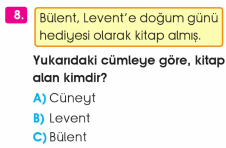 8.
Bülent, Levent'e doğum günü
hediyesi olarak kitap almış.
Yukarıdaki cümleye göre, kitap
alan kimdir?
A) Cüneyt
B) Levent
C) Bülent